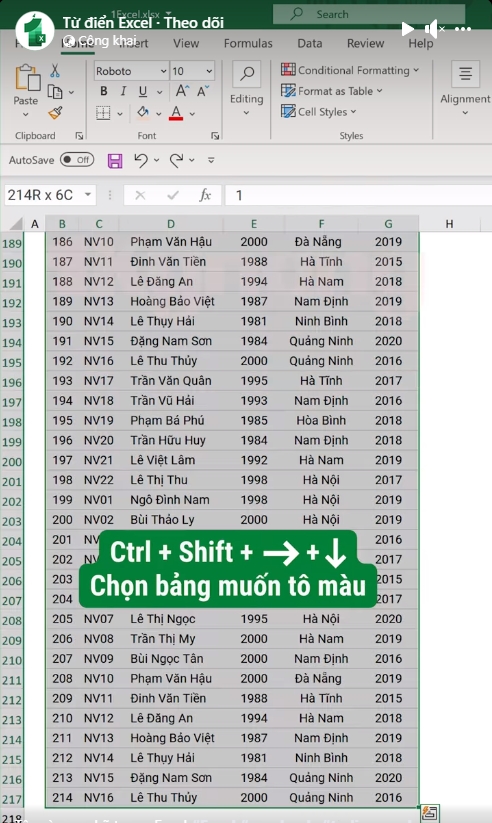 1Excel.xlsx
Search
Từ điển Excel · Theo dõi
Công khai
Insert View Formulas Data Review Help
Paste
Roboto 10
B I U A A
A
Editing
Conditional Formatting
Format as Table
Cell Styles
Alignment
Clipboard Font Styles
AutoSave Off
214R x 6C fx 1
A B C D E F G H
189 186 NV10 Phạm Văn Hậu 2000 Đà Nẵng 2019
190 187 NV11 Đinh Văn Tiền 1988 Hà Tĩnh 2015
191 188 NV12 Lê Đăng An 1994 Hà Nam 2018
192 189 NV13 Hoàng Bảo Việt 1987 Nam Định 2019
193 190 NV14 Lê Thụy Hải 1981 Ninh Bình 2018
194 191 NV15 Đặng Nam Sơn 1984 Quảng Ninh 2020
195 192 NV16 Lê Thu Thủy 2000 Quảng Ninh 2016
196 193 NV17 Trần Văn Quân 1995 Hà Tĩnh 2017
197 194 NV18 Trần Vũ Hải 1993 Nam Định 2016
198 195 NV19 Phạm Bá Phú 1985 Hòa Bình 2018
199 196 NV20 Trần Hữu Huy 1984 Nam Định 2018
200 197 NV21 Lê Việt Lâm 1992 Hà Nam 2019
201 198 NV22 Lê Thị Thu 1998 Hà Nội 2017
202 199 NV01 Ngô Đình Nam 1998 Hà Nội 2019
203 200 NV02 Bùi Thảo Ly 2000 Hà Nội 2019
204 201 2016
205 202 2017
206 203 2015
207 204 2017
Ctrl + Shift + → + ↓
Chọn bảng muốn tô màu
208 205 NV07 Lê Thị Ngọc 1995 Hà Nội 2020
209 206 NV08 Trần Thị My 2000 Hà Nam 2019
210 207 NV09 Bùi Ngọc Tân 2000 Nam Định 2016
211 208 NV10 Phạm Văn Hậu 2000 Đà Nẵng 2019
212 209 NV11 Đinh Văn Tiền 1988 Hà Tĩnh 2015
213 210 NV12 Lê Đăng An 1994 Hà Nam 2018
214 211 NV13 Hoàng Bảo Việt 1987 Nam Định 2019
215 212 NV14 Lê Thụy Hải 1981 Ninh Bình 2018
216 213 NV15 Đặng Nam Sơn 1984 Quảng Ninh 2020
217 214 NV16 Lê Thu Thủy 2000 Quảng Ninh 2016
218